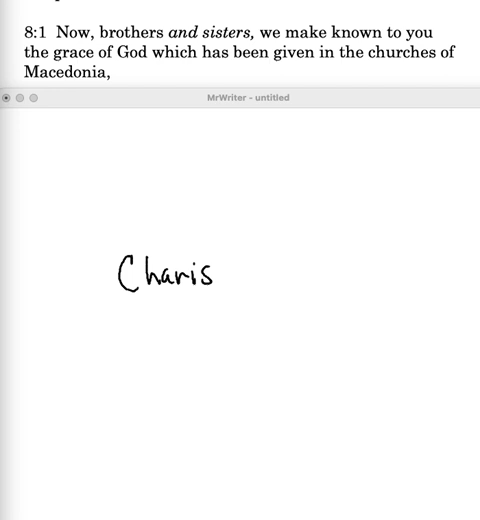 8:1 Now, brothers and sisters, we make known to you
the grace of God which has been given in the churches of
Macedonia,
MrWriter - untitled
Charis